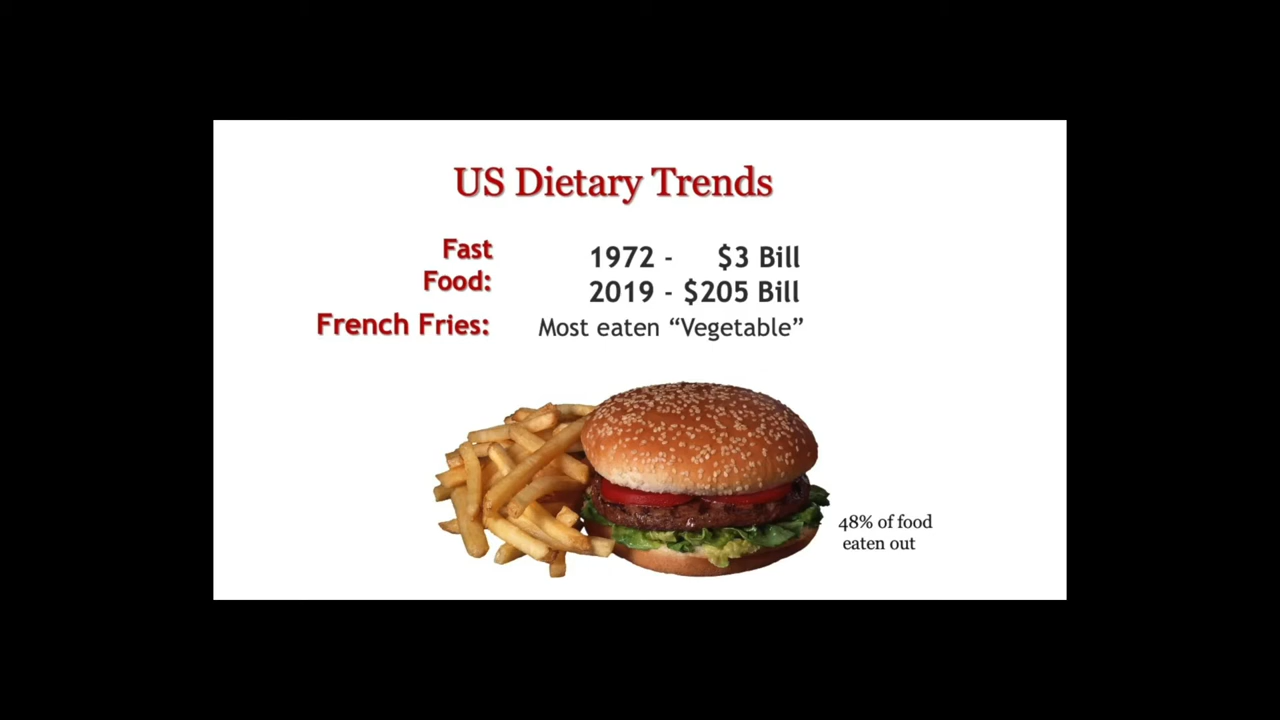 US Dietary Trends
Fast
Food:
1972 - $3 Bill
2019 - $205 Bill
French Fries:
Most eaten “Vegetable”
48% of food
eaten out